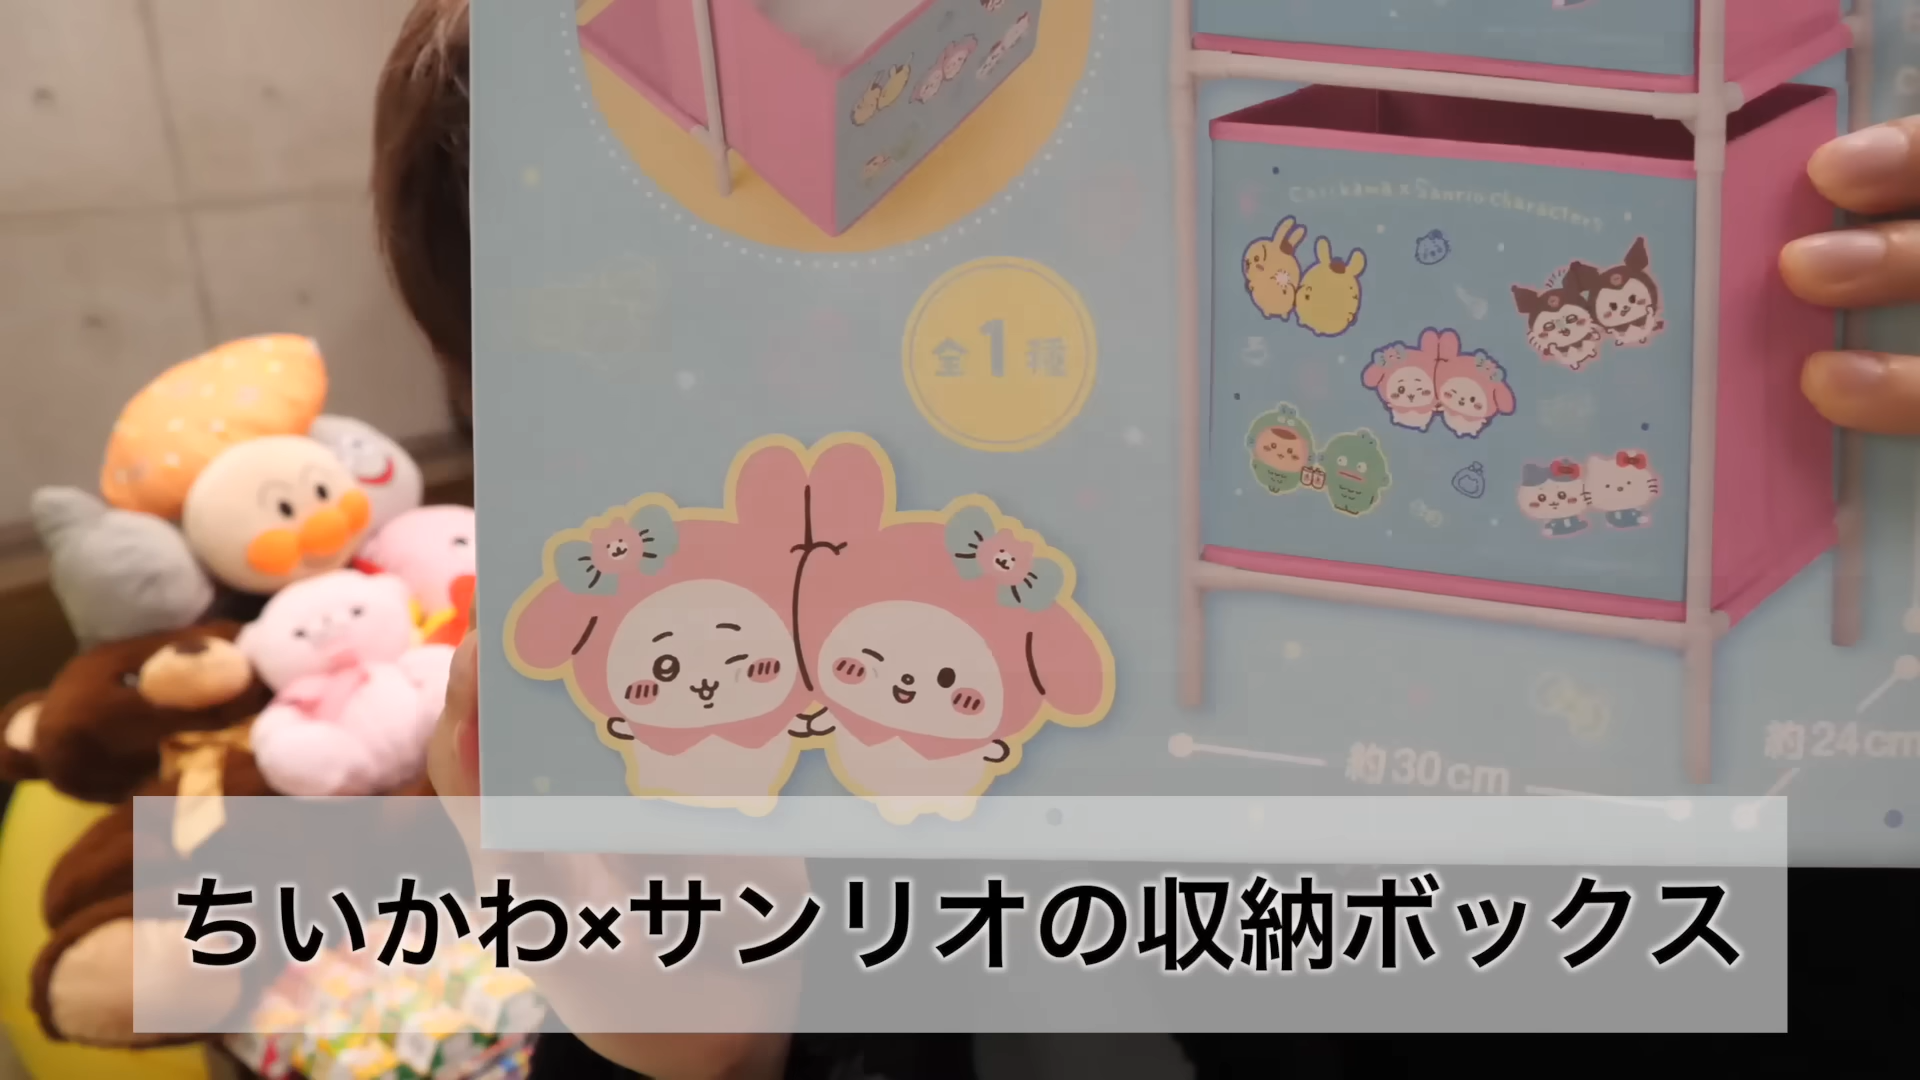 Chiikawa × Sanrio characters
全1種
約30cm
約24cm
ちいかわ×サンリオの収納ボックス